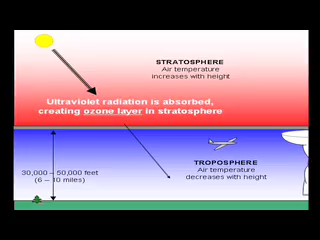 STRATOSPHERE
Air temperature
increases with height
Ultraviolet radiation is absorbed,
creating ozone layer in stratosphere
TROPOSPHERE
Air temperature
decreases with height
30,000 – 50,000 feet
(6 – 10 miles)